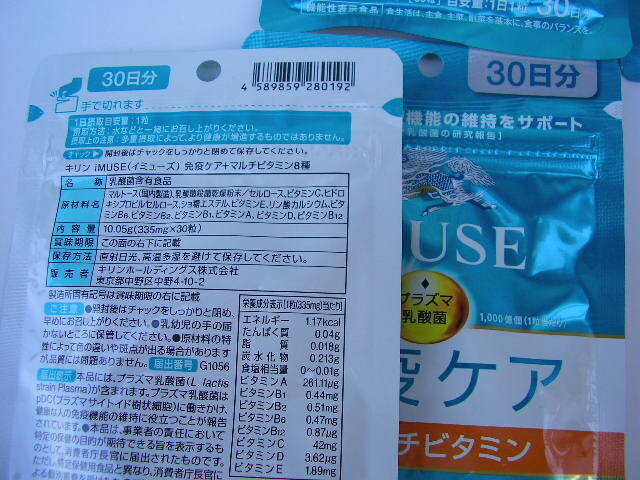 [30粒] 目安量:1日1粒 30日分
機能性表示食品 食生活は、主食、主菜、副菜を基本に、食事のバランスを。
30日分
4 589859 280192
手で切れます
1日摂取目安量:1粒
摂取方法:水などと一緒にお召し上がりください。
摂取上の注意:多量摂取によって、より健康が増進するものではありません。
チャック▶ 開封後はチャックをしっかりと閉めて保存してください。
キリン iMUSE(イミューズ) 免疫ケア+マルチビタミン8種
名 称 乳酸菌含有食品
原材料名 マルトース(国内製造)、乳酸菌殺菌乾燥粉末/セルロース、ビタミンC、ヒドロ
キシプロピルセルロース、ショ糖エステル、ビタミンE、リン酸カルシウム、ビタ
ミンB6、ビタミンB2、ビタミンB1、ビタミンA、ビタミンD、ビタミンB12
内 容 量 10.05g(335mg×30粒)
賞味期限 この面の右下に記載
保存方法 直射日光、高温多湿を避けて保存してください。
販 売 者 キリンホールディングス株式会社
東京都中野区中野4-10-2
製造所固有記号は賞味期限の右に記載
ご注意 ●開封後はチャックをしっかりと閉め、
早めにお召し上がりください。●乳幼児の手の届
かないところに保管してください。●原材料の特
性によって色の違いや斑点が出る場合があります
が、品質には問題ありません。 届出番号 G1056
届出表示 本品には、プラズマ乳酸菌(L. lactis
strain Plasma)が含まれます。プラズマ乳酸菌は
pDC(プラズマサイトイド樹状細胞)に働きかけ、
健康な人の免疫機能の維持に役立つことが報告
されています。●本品は、事業者の責任において
特定の保健の目的が期待できる旨を表示するも
のとして、消費者庁長官に届出されたものです。
ただし、特定保健用食品と異なり、消費者庁長官に
栄養成分表示[1粒(335mg)当たり]
エネルギー 1.17kcal
たんぱく質 0.04g
脂 質 0.018g
炭 水 化 物 0.213g
食塩相当量 0〜0.01g
ビタミンA 261.11μg
ビタミンB1 0.44mg
ビタミンB2 0.51mg
ビタミンB6 0.47mg
ビタミンB12 0.87μg
ビタミンC 42mg
ビタミンD 3.62μg
ビタミンE 1.89mg
30日分
機能の維持をサポート
乳酸菌の研究報告]
MUSE
プラズマ
乳酸菌
1,000億個(1粒当たり)
疫ケア
チビタミン